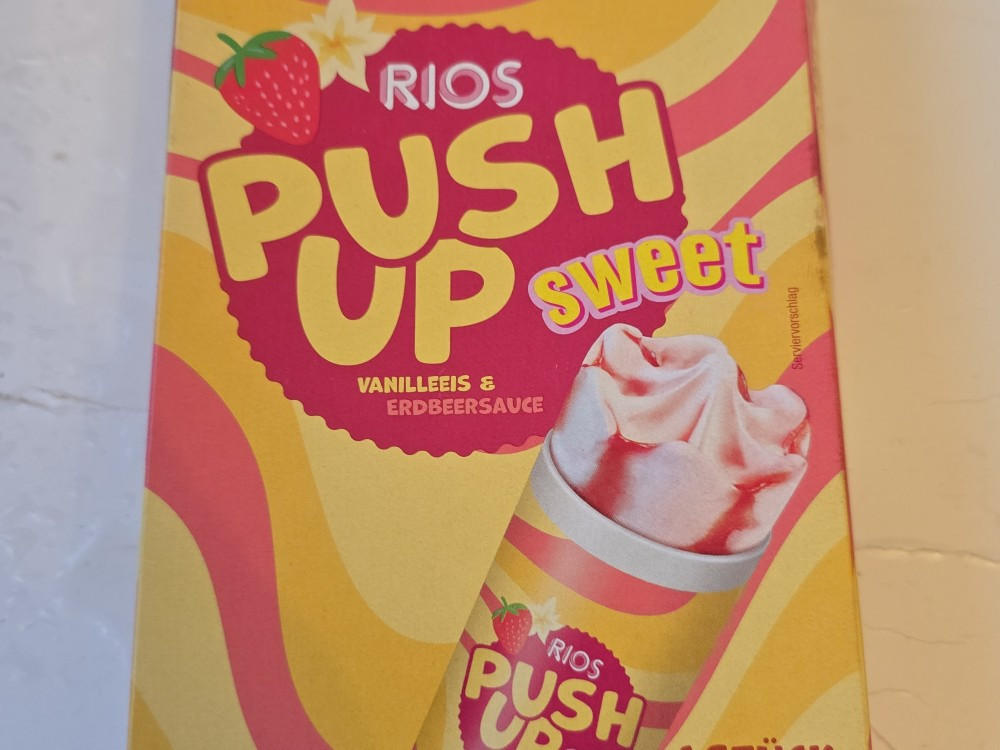 RIOS
PUSH
UP
sweet
VANILLEEIS &
ERDBEERSAUCE
Serviervorschlag
RIOS
PUSH
UP